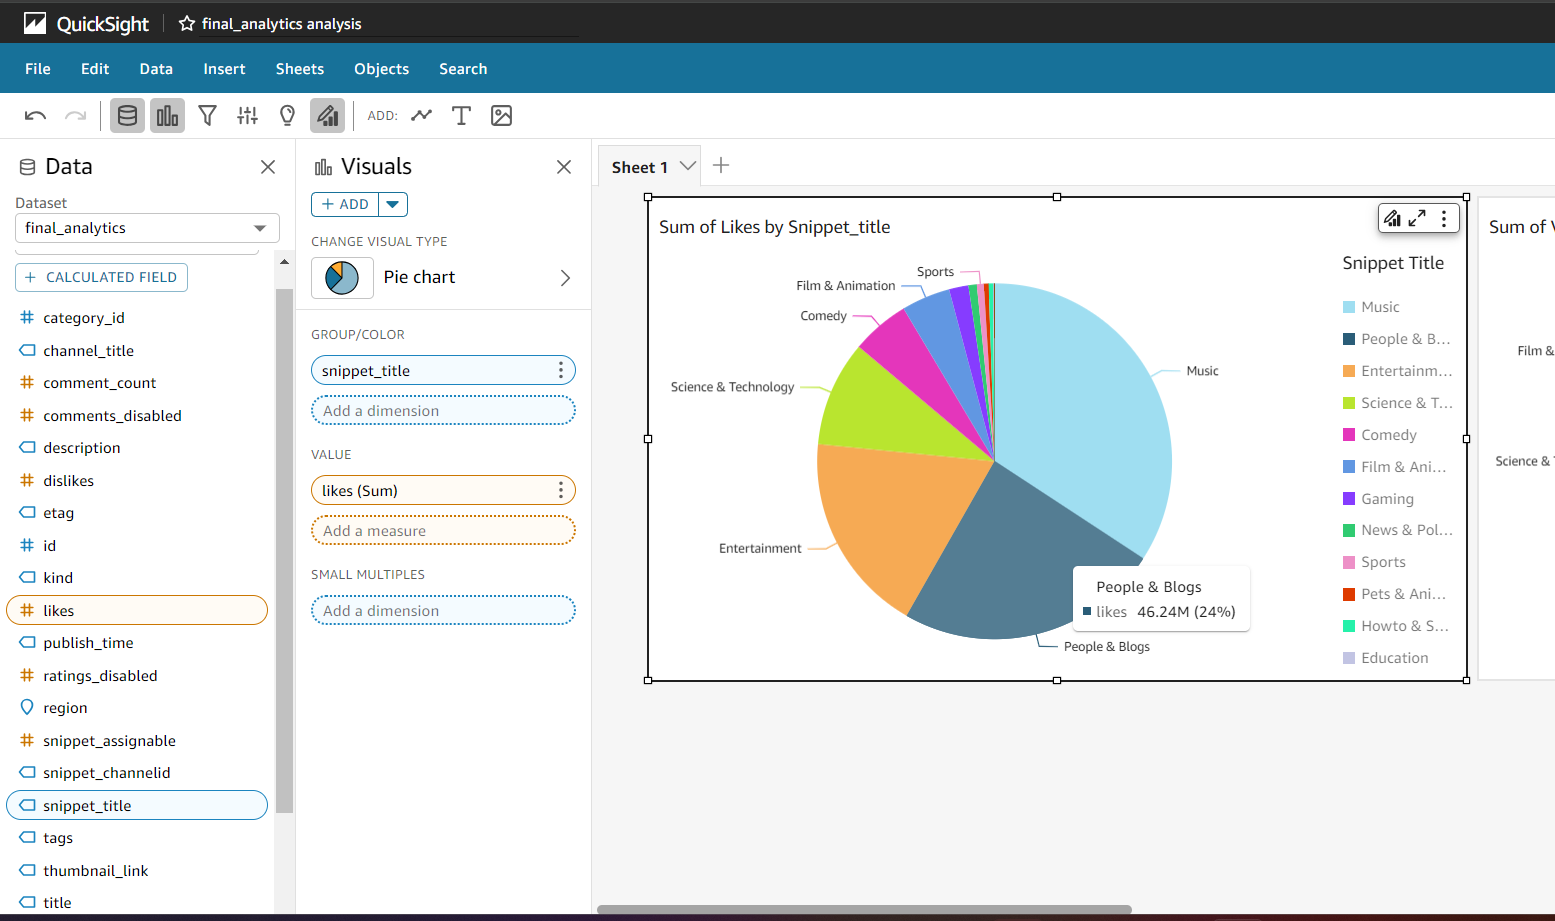 QuickSight
final_analytics analysis
File Edit Data Insert Sheets Objects Search
ADD:
Data
Dataset
final_analytics
+ CALCULATED FIELD
category_id
channel_title
comment_count
comments_disabled
description
dislikes
etag
id
kind
likes
publish_time
ratings_disabled
region
snippet_assignable
snippet_channelid
snippet_title
tags
thumbnail_link
title
Visuals
+ ADD
CHANGE VISUAL TYPE
Pie chart
GROUP/COLOR
snippet_title
Add a dimension
VALUE
likes (Sum)
Add a measure
SMALL MULTIPLES
Add a dimension
Sheet 1
Sum of Likes by Snippet_title
Sports
Film & Animation
Comedy
Science & Technology
Music
Entertainment
People & Blogs
likes 46.24M (24%)
People & Blogs
Snippet Title
Music
People & B...
Entertainm...
Science & T...
Comedy
Film & Ani...
Gaming
News & Pol...
Sports
Pets & Ani...
Howto & S...
Education
Sum of
Film &
Science &